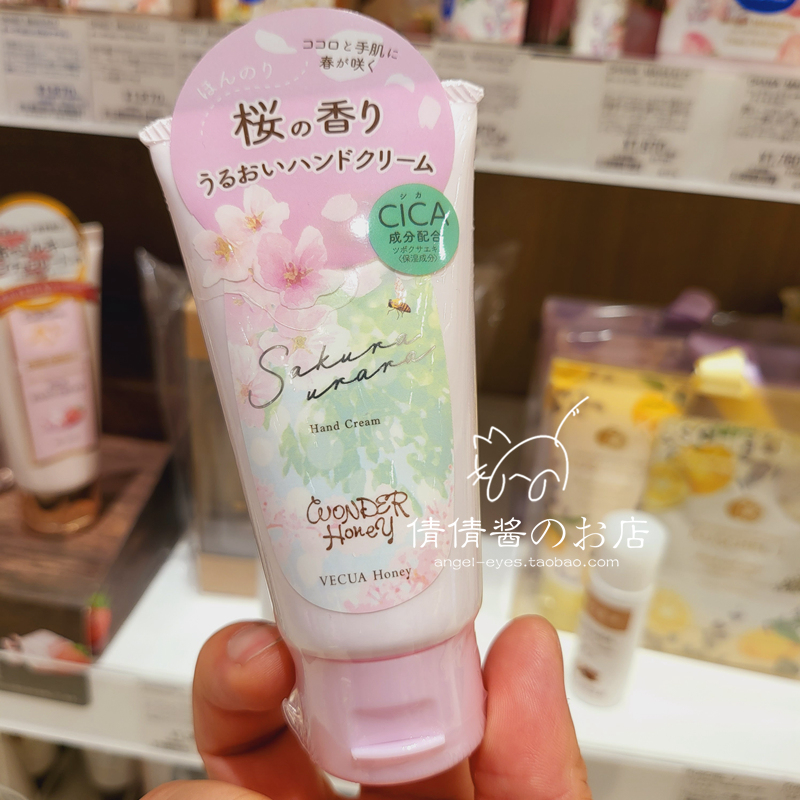 ココロと手肌に
春が咲く
ほんのり
桜の香り
うるおいハンドクリーム
シカ
CICA
成分配合
ツボクサエキス
(保湿成分)
Sakura
urara
Hand Cream
WONDER
Honey
VECUA Honey
倩倩醤のお店
angel-eyes.taobao.com